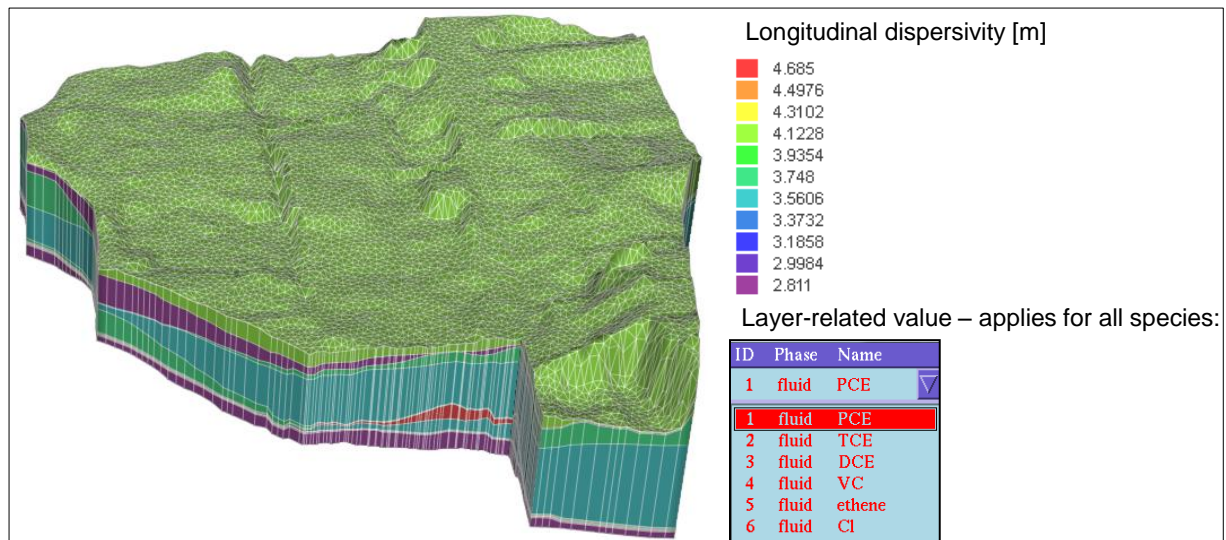 Longitudinal dispersivity [m]
4.685
4.4976
4.3102
4.1228
3.9354
3.748
3.5606
3.3732
3.1858
2.9984
2.811
Layer-related value – applies for all species:
ID Phase Name
1 fluid PCE
1 fluid PCE
2 fluid TCE
3 fluid DCE
4 fluid VC
5 fluid ethene
6 fluid Cl